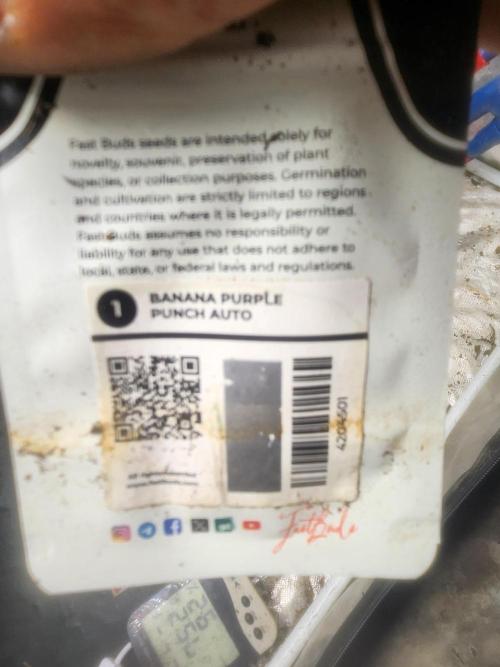 Fast Buds seeds are intended solely for
novelty, souvenir, preservation of plant
species, or collection purposes. Germination
and cultivation are strictly limited to regions
and countries where it is legally permitted.
Fast Buds assumes no responsibility or
liability for any use that does not adhere to
local, state, or federal laws and regulations.
1
BANANA PURPLE
PUNCH AUTO
FastBuds